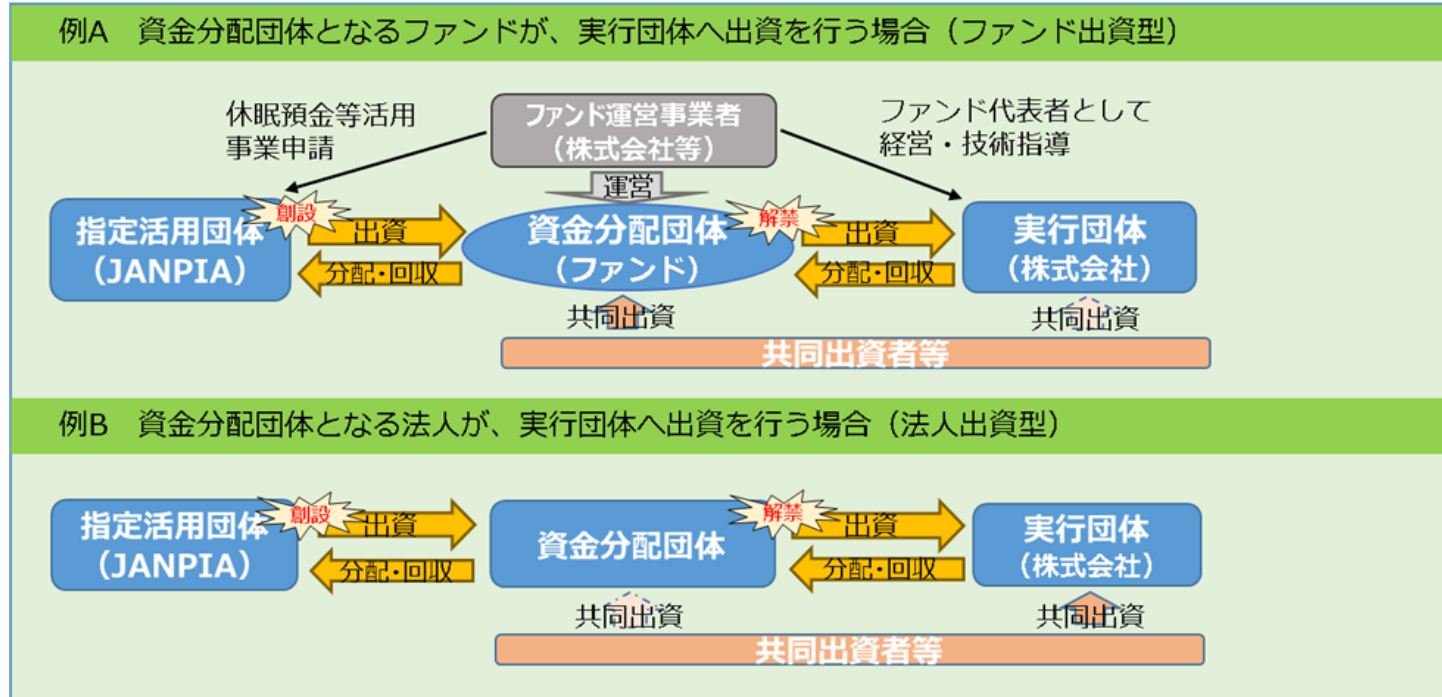 例A 資金分配団体となるファンドが、実行団体へ出資を行う場合（ファンド出資型）
休眠預金等活用
事業申請
ファンド運営事業者
（株式会社等）
ファンド代表者として
経営・技術指導
運営
指定活用団体
（JANPIA）
創設
出資
分配・回収
資金分配団体
（ファンド）
解禁
出資
分配・回収
実行団体
（株式会社）
共同出資
共同出資
共同出資者等
例B 資金分配団体となる法人が、実行団体へ出資を行う場合（法人出資型）
指定活用団体
（JANPIA）
創設
出資
分配・回収
資金分配団体
解禁
出資
分配・回収
実行団体
（株式会社）
共同出資
共同出資
共同出資者等